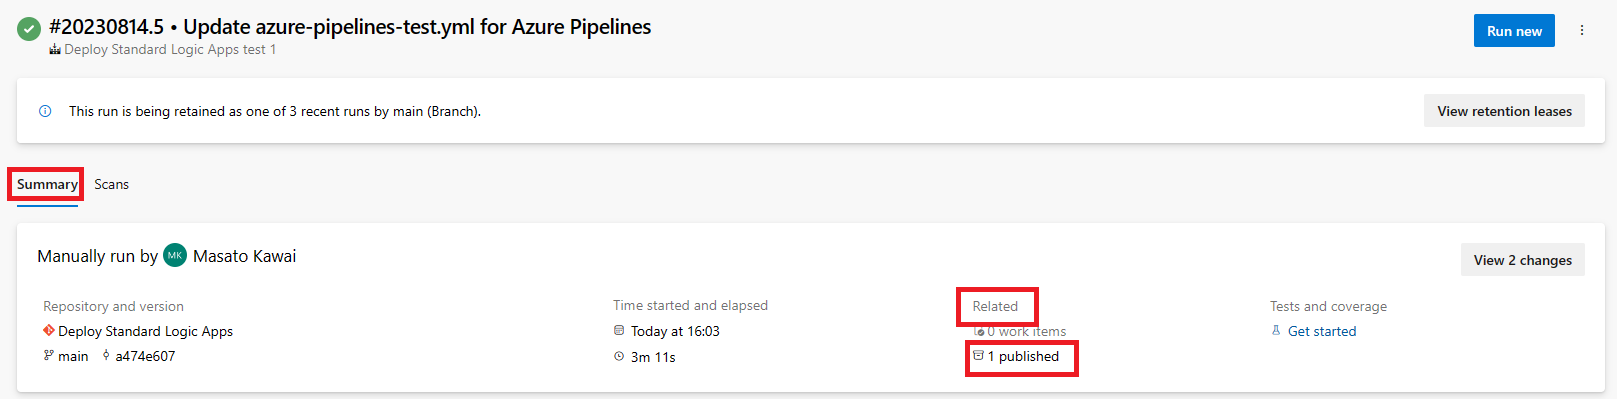 #20230814.5 • Update azure-pipelines-test.yml for Azure Pipelines
Run new
Deploy Standard Logic Apps test 1
This run is being retained as one of 3 recent runs by main (Branch).
View retention leases
Summary
Scans
Manually run by MK Masato Kawai
View 2 changes
Repository and version
Deploy Standard Logic Apps
main a474e607
Time started and elapsed
Today at 16:03
3m 11s
Related
0 work items
1 published
Tests and coverage
Get started